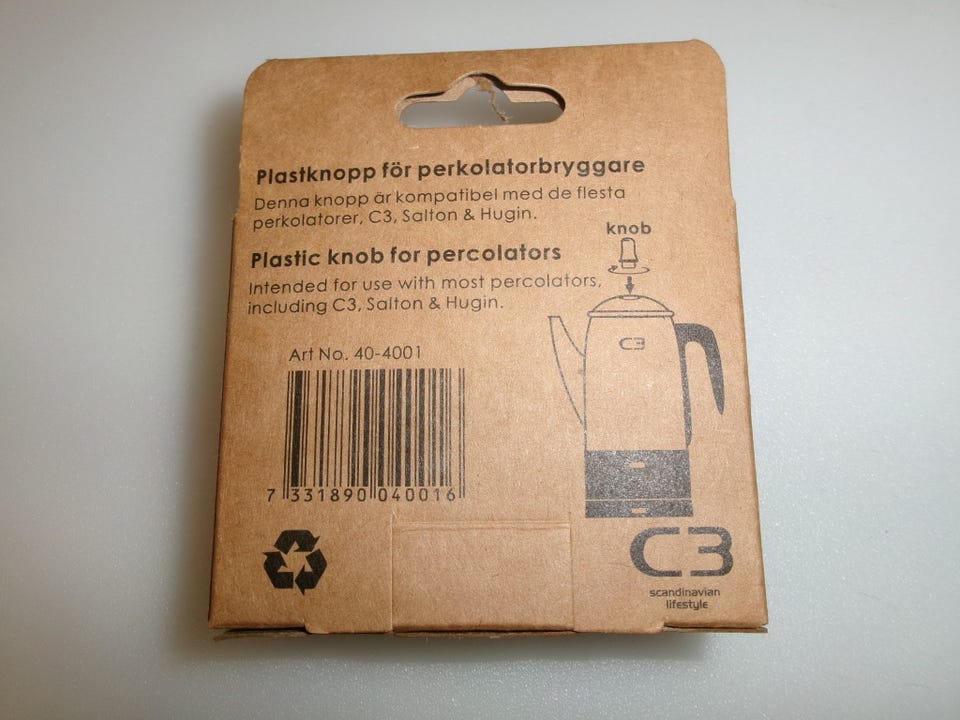 Plastknopp för perkolatorbryggare
Denna knopp är kompatibel med de flesta
perkolatorer, C3, Salton & Hugin.
knob
Plastic knob for percolators
Intended for use with most percolators,
including C3, Salton & Hugin.
C3
Art No. 40-4001
7 331890 040016
C3
scandinavian
lifestyle